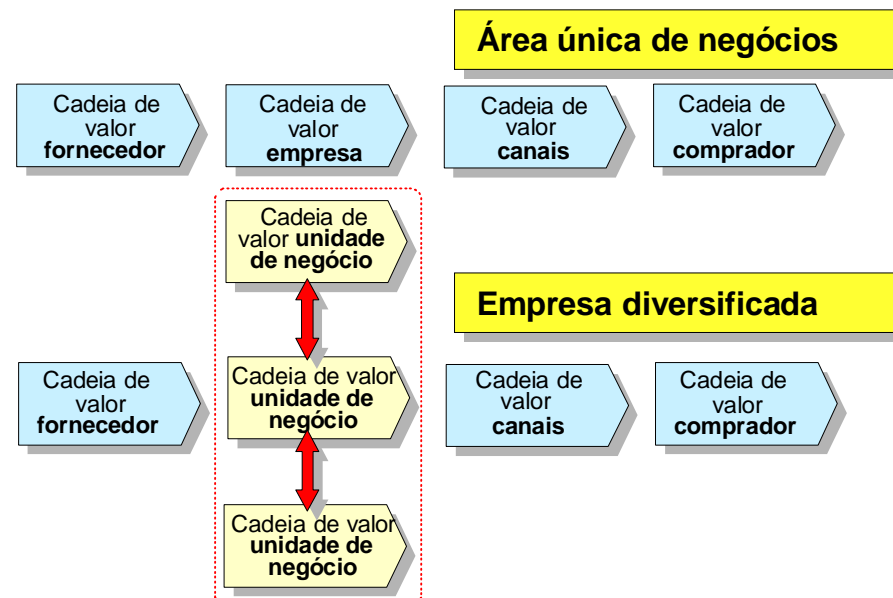 Área única de negócios
Cadeia de
valor
fornecedor
Cadeia de
valor
empresa
Cadeia de
valor
canais
Cadeia de
valor
comprador
Cadeia de
valor unidade
de negócio
Empresa diversificada
Cadeia de
valor
fornecedor
Cadeia de valor
unidade de
negócio
Cadeia de
valor
canais
Cadeia de
valor
comprador
Cadeia de valor
unidade de
negócio